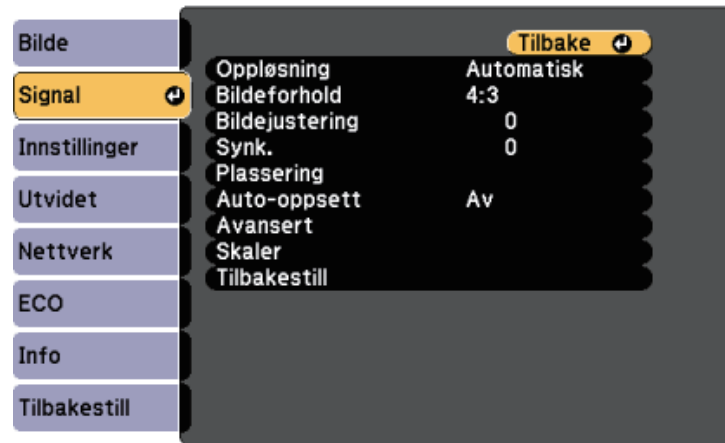 Bilde
Signal
Innstillinger
Utvidet
Nettverk
ECO
Info
Tilbakestill
Tilbake
Oppløsning Automatisk
Bildeforhold 4:3
Bildejustering 0
Synk. 0
Plassering
Auto-oppsett Av
Avansert
Skaler
Tilbakestill